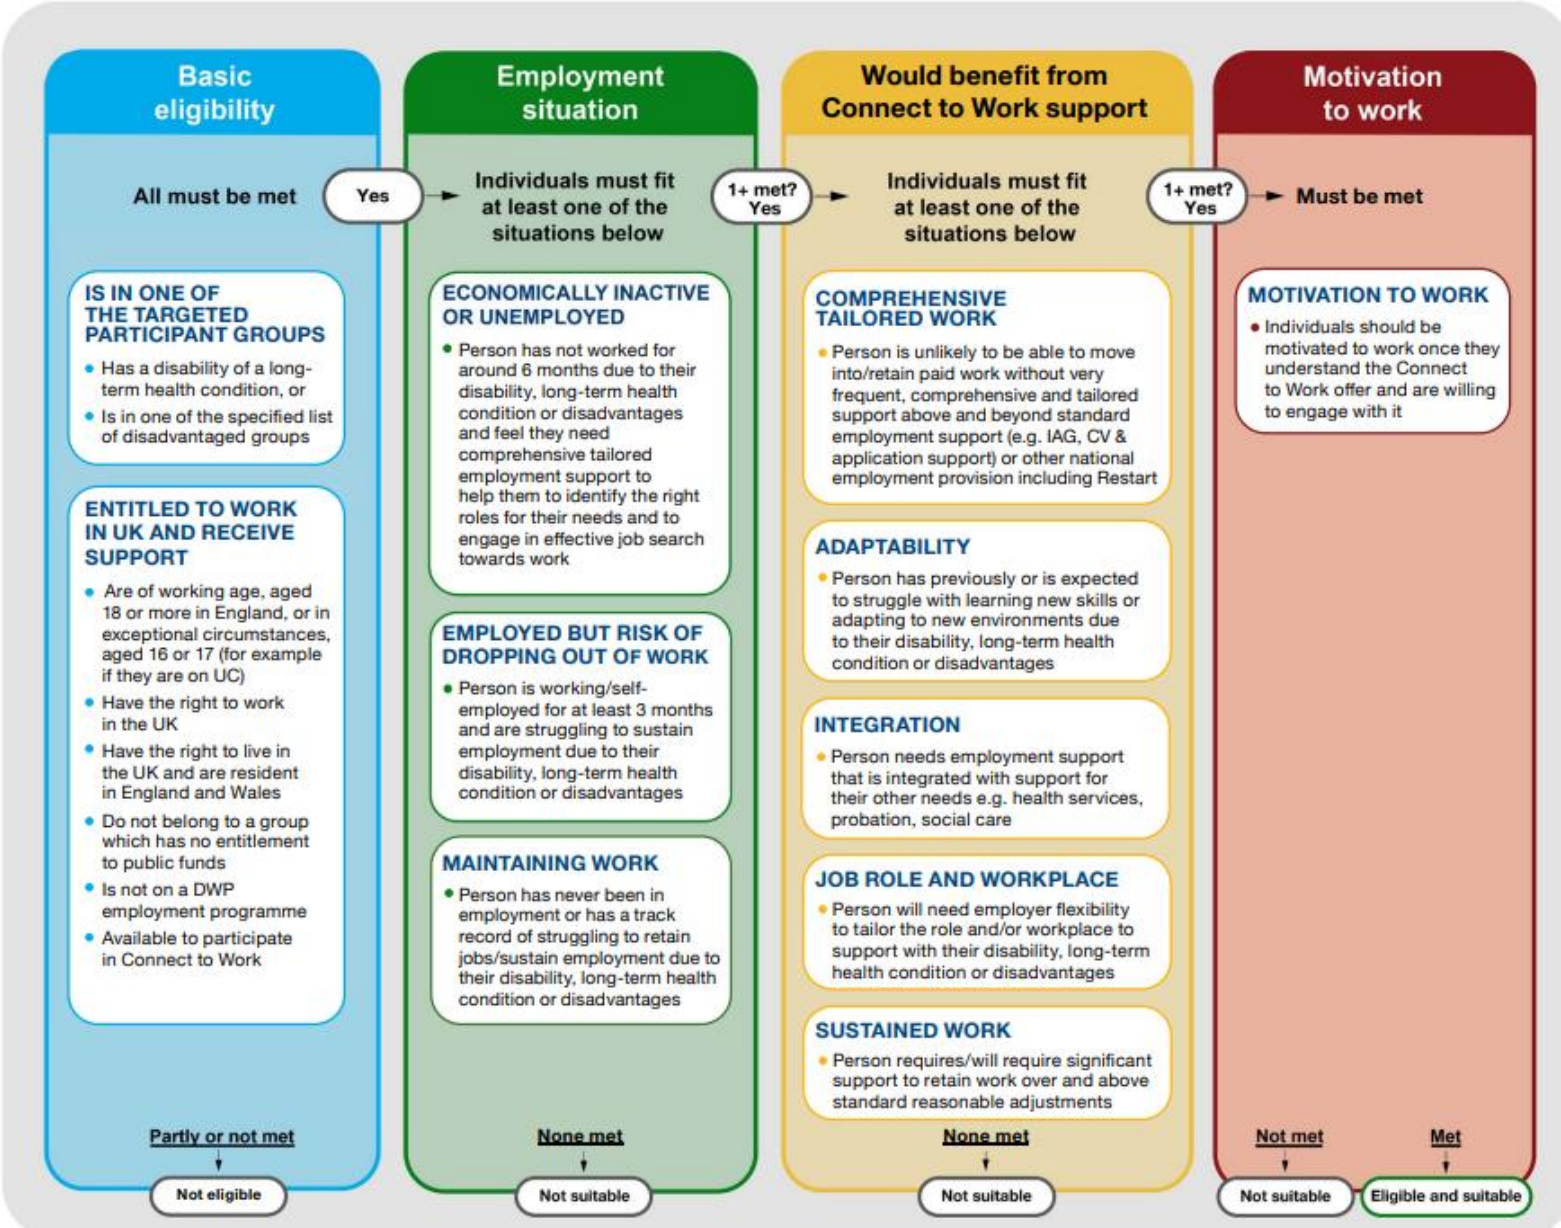 Basic
eligibility
All must be met
Yes
IS IN ONE OF
THE TARGETED
PARTICIPANT GROUPS
• Has a disability of a long-
term health condition, or
• Is in one of the specified list
of disadvantaged groups
ENTITLED TO WORK
IN UK AND RECEIVE
SUPPORT
• Are of working age, aged
18 or more in England, or in
exceptional circumstances,
aged 16 or 17 (for example
if they are on UC)
• Have the right to work
in the UK
• Have the right to live in
the UK and are resident
in England and Wales
• Do not belong to a group
which has no entitlement
to public funds
• Is not on a DWP
employment programme
• Available to participate
in Connect to Work
Partly or not met
Not eligible
Employment
situation
Individuals must fit
at least one of the
situations below
1+ met?
Yes
ECONOMICALLY INACTIVE
OR UNEMPLOYED
• Person has not worked for
around 6 months due to their
disability, long-term health
condition or disadvantages
and feel they need
comprehensive tailored
employment support to
help them to identify the right
roles for their needs and to
engage in effective job search
towards work
EMPLOYED BUT RISK OF
DROPPING OUT OF WORK
• Person is working/self-
employed for at least 3 months
and are struggling to sustain
employment due to their
disability, long-term health
condition or disadvantages
MAINTAINING WORK
• Person has never been in
employment or has a track
record of struggling to retain
jobs/sustain employment due to
their disability, long-term health
condition or disadvantages
None met
Not suitable
Would benefit from
Connect to Work support
Individuals must fit
at least one of the
situations below
1+ met?
Yes
COMPREHENSIVE
TAILORED WORK
• Person is unlikely to be able to move
into/retain paid work without very
frequent, comprehensive and tailored
support above and beyond standard
employment support (e.g. IAG, CV &
application support) or other national
employment provision including Restart
ADAPTABILITY
• Person has previously or is expected
to struggle with learning new skills or
adapting to new environments due
to their disability, long-term health
condition or disadvantages
INTEGRATION
• Person needs employment support
that is integrated with support for
their other needs e.g. health services,
probation, social care
JOB ROLE AND WORKPLACE
• Person will need employer flexibility
to tailor the role and/or workplace to
support with their disability, long-term
health condition or disadvantages
SUSTAINED WORK
• Person requires/will require significant
support to retain work over and above
standard reasonable adjustments
None met
Not suitable
Motivation
to work
Must be met
MOTIVATION TO WORK
• Individuals should be
motivated to work once they
understand the Connect
to Work offer and are willing
to engage with it
Not met
Not suitable
Met
Eligible and suitable